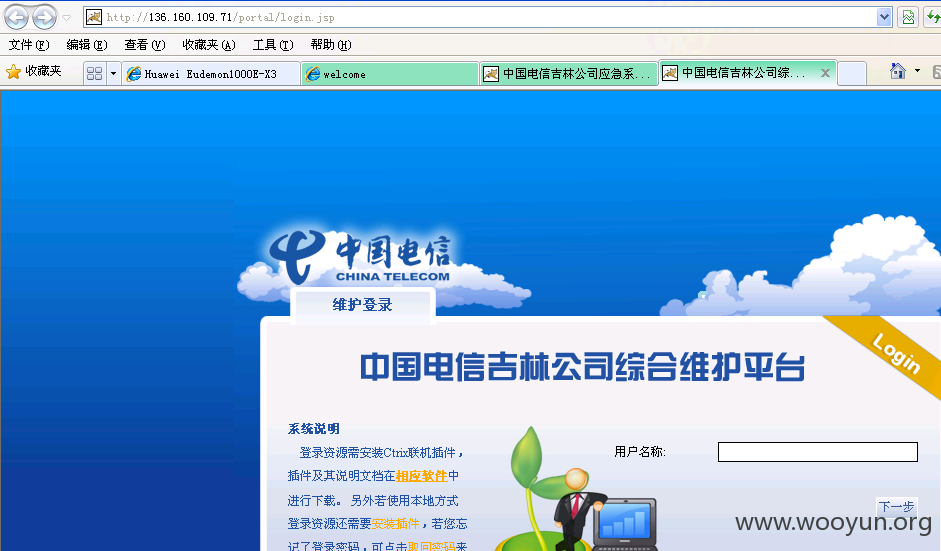 http://136.160.109.71/portal/login.jsp
文件(F) 编辑(E) 查看(V) 收藏夹(A) 工具(T) 帮助(H)
收藏夹 Huawei Eudemon1000E-X3 welcome 中国电信吉林公司应急系... 中国电信吉林公司综...
中国电信
CHINA TELECOM
维护登录
Login
中国电信吉林公司综合维护平台
系统说明
登录资源需安装Ctrix联机插件，
插件及其说明文档在相应软件中
进行下载。另外若使用本地方式
登录资源还需要安装插件，若您忘
记了登录密码，可点击取回密码来
用户名称:
下一步
www.wooyun.org